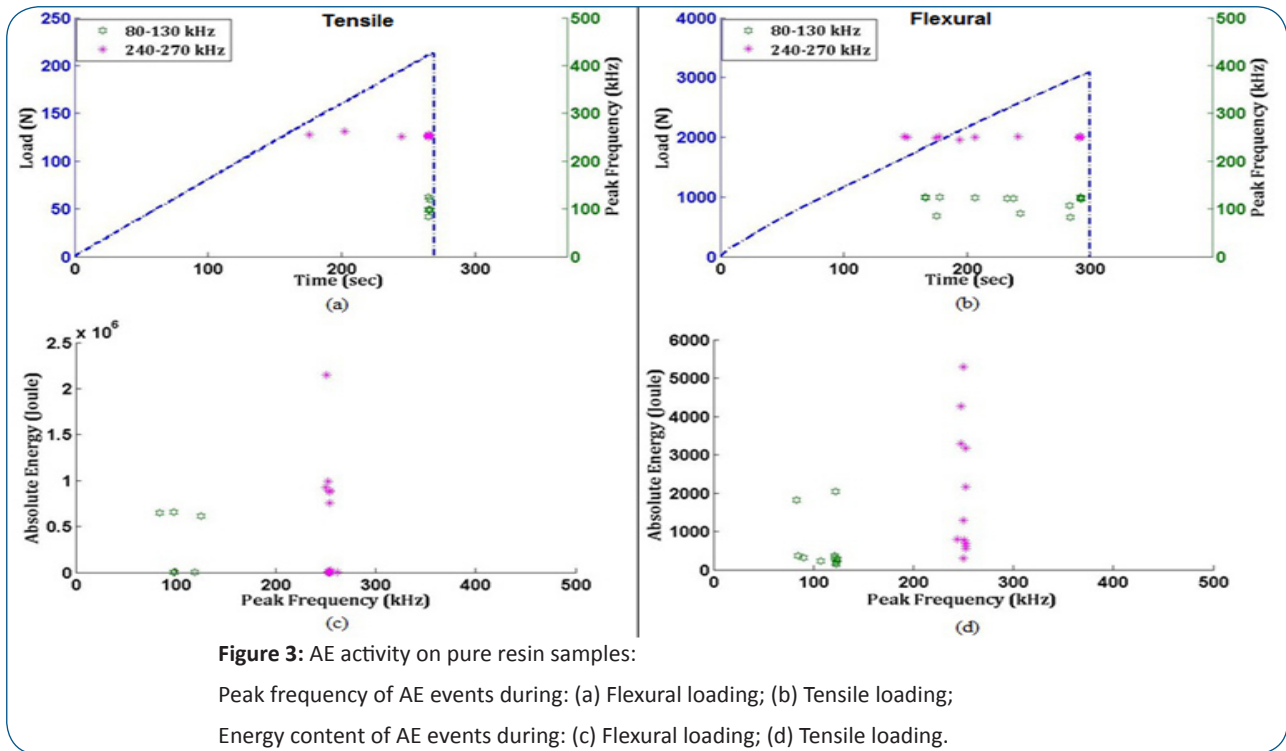 Tensile
80-130 kHz
240-270 kHz
250
200
150
100
50
0
Load (N)
500
400
300
200
100
0
Peak Frequency (kHz)
0 100 200 300
Time (sec)
(a)
Flexural
80-130 kHz
240-270 kHz
4000
3000
2000
1000
0
Load (N)
500
400
300
200
100
0
Peak Frequency (kHz)
0 100 200 300
Time (sec)
(b)
x 10^6
2.5
2
1.5
1
0.5
0
Absolute Energy (Joule)
0 100 200 300 400 500
Peak Frequency (kHz)
(c)
6000
5000
4000
3000
2000
1000
0
Absolute Energy (Joule)
0 100 200 300 400 500
Peak Frequency (kHz)
(d)
Figure 3: AE activity on pure resin samples:
Peak frequency of AE events during: (a) Flexural loading; (b) Tensile loading;
Energy content of AE events during: (c) Flexural loading; (d) Tensile loading.